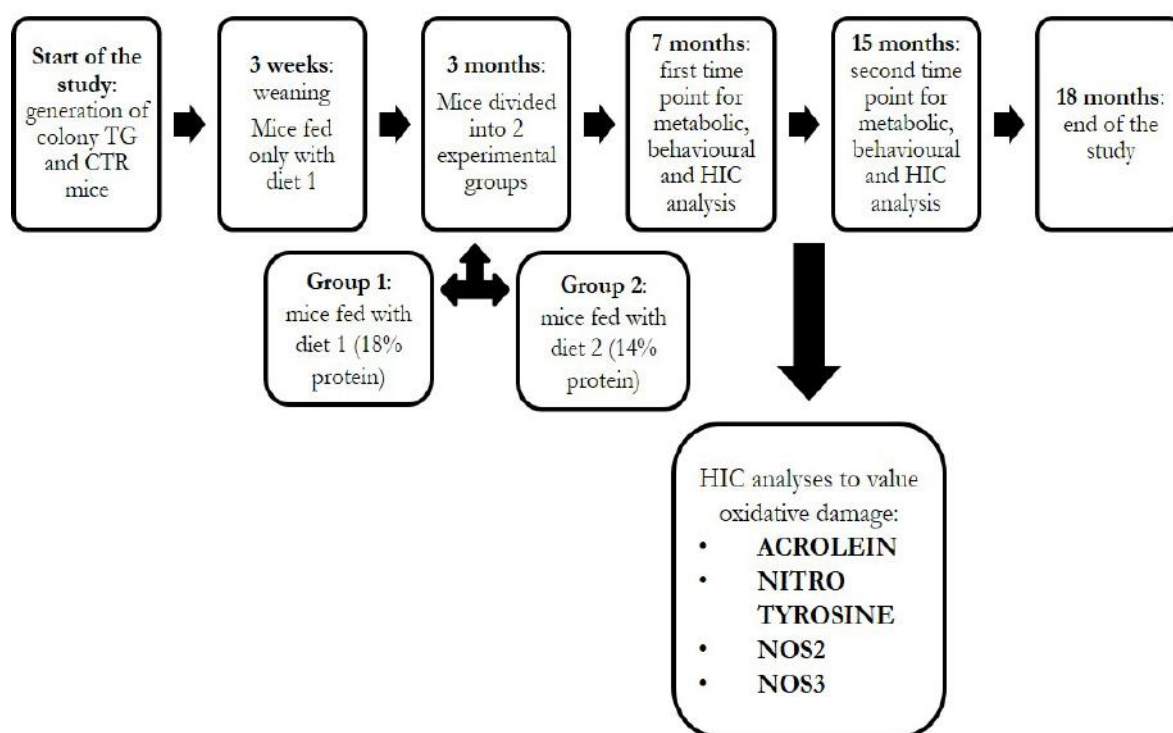 Start of the
study:
generation of
colony TG
and CTR
mice
3 weeks:
weaning
Mice fed
only with
diet 1
3 months:
Mice divided
into 2
experimental
groups
7 months:
first time
point for
metabolic,
behavioural
and HIC
analysis
15 months:
second time
point for
metabolic,
behavioural
and HIC
analysis
18 months:
end of the
study
Group 1:
mice fed with
diet 1 (18%
protein)
Group 2:
mice fed with
diet 2 (14%
protein)
HIC analyses to value
oxidative damage:
• ACROLEIN
• NITRO
TYROSINE
• NOS2
• NOS3